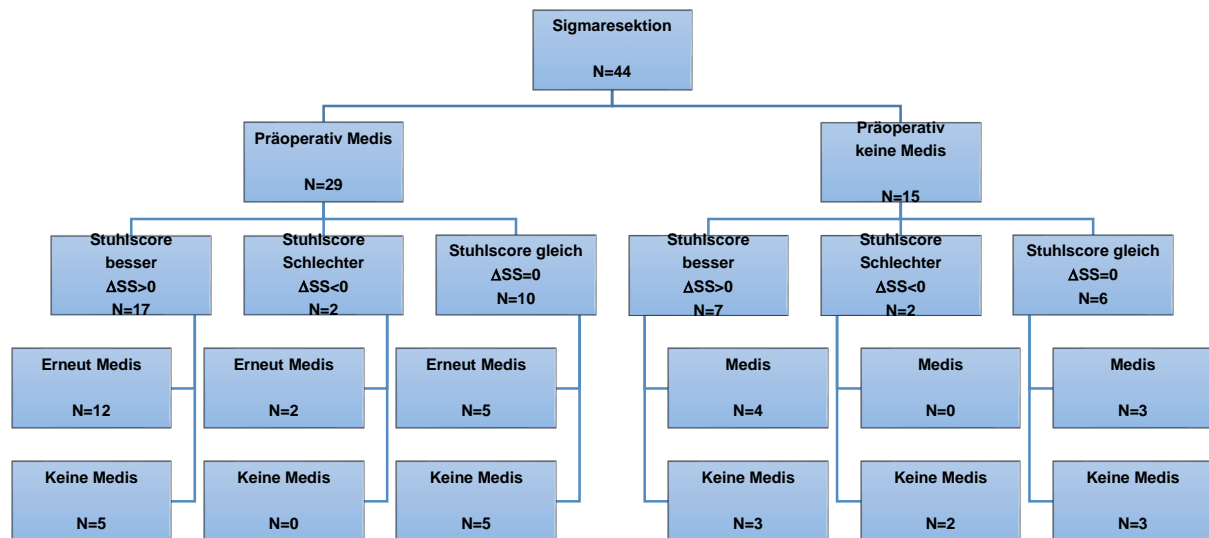 Sigmaresektion
N=44
Präoperativ Medis
N=29
Präoperativ
keine Medis
N=15
Stuhlscore
besser
ΔSS>0
N=17
Stuhlscore
Schlechter
ΔSS<0
N=2
Stuhlscore gleich
ΔSS=0
N=10
Stuhlscore
besser
ΔSS>0
N=7
Stuhlscore
Schlechter
ΔSS<0
N=2
Stuhlscore gleich
ΔSS=0
N=6
Erneut Medis
N=12
Erneut Medis
N=2
Erneut Medis
N=5
Medis
N=4
Medis
N=0
Medis
N=3
Keine Medis
N=5
Keine Medis
N=0
Keine Medis
N=5
Keine Medis
N=3
Keine Medis
N=2
Keine Medis
N=3